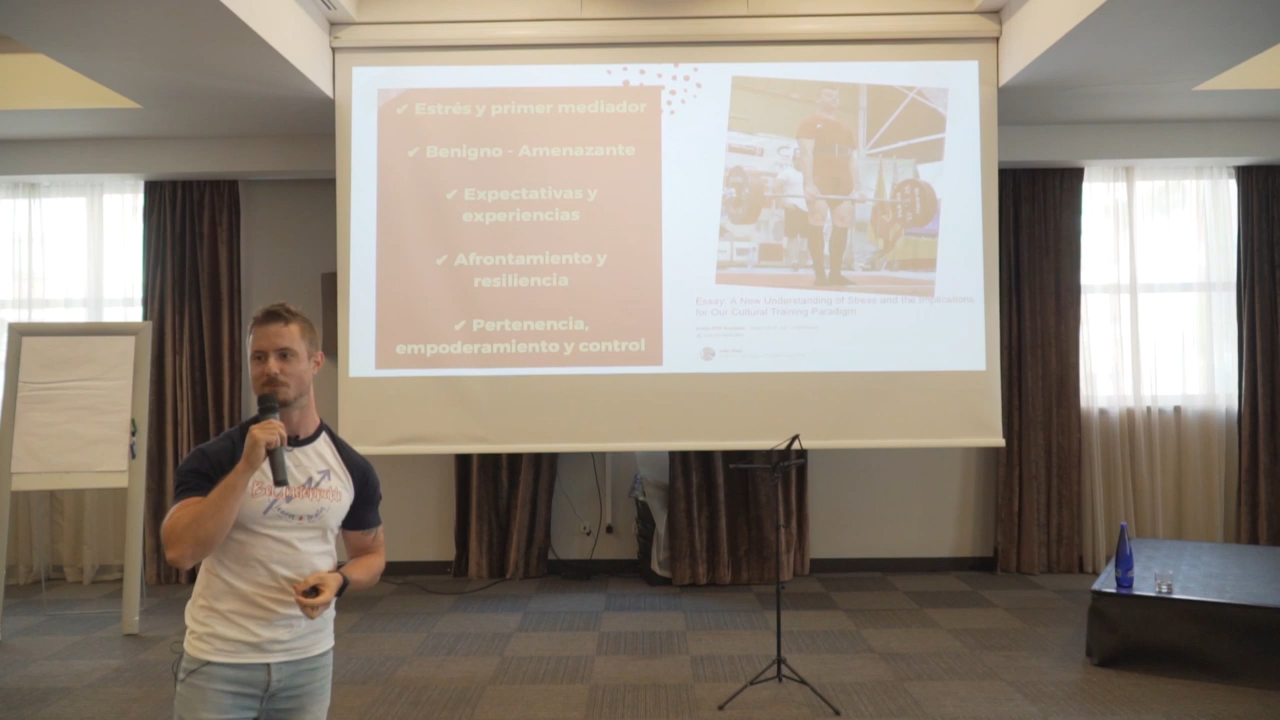 ✔ Estrés y primer mediador
✔ Benigno - Amenazante
✔ Expectativas y
experiencias
✔ Afrontamiento y
resiliencia
✔ Pertenencia,
empoderamiento y control
Essay: A New Understanding of Stress and the Implications
for Our Cultural Training Paradigm